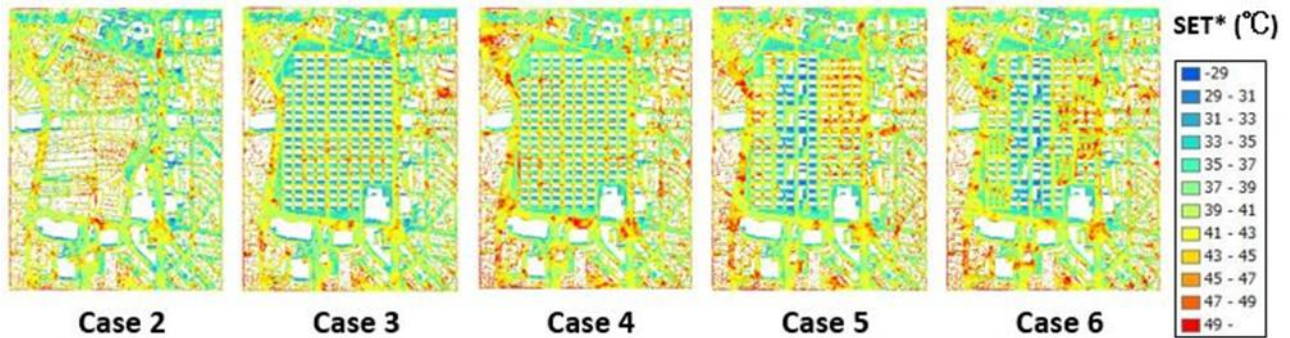 SET* (℃)
-29
29 - 31
31 - 33
33 - 35
35 - 37
37 - 39
39 - 41
41 - 43
43 - 45
45 - 47
47 - 49
49 -
Case 2
Case 3
Case 4
Case 5
Case 6